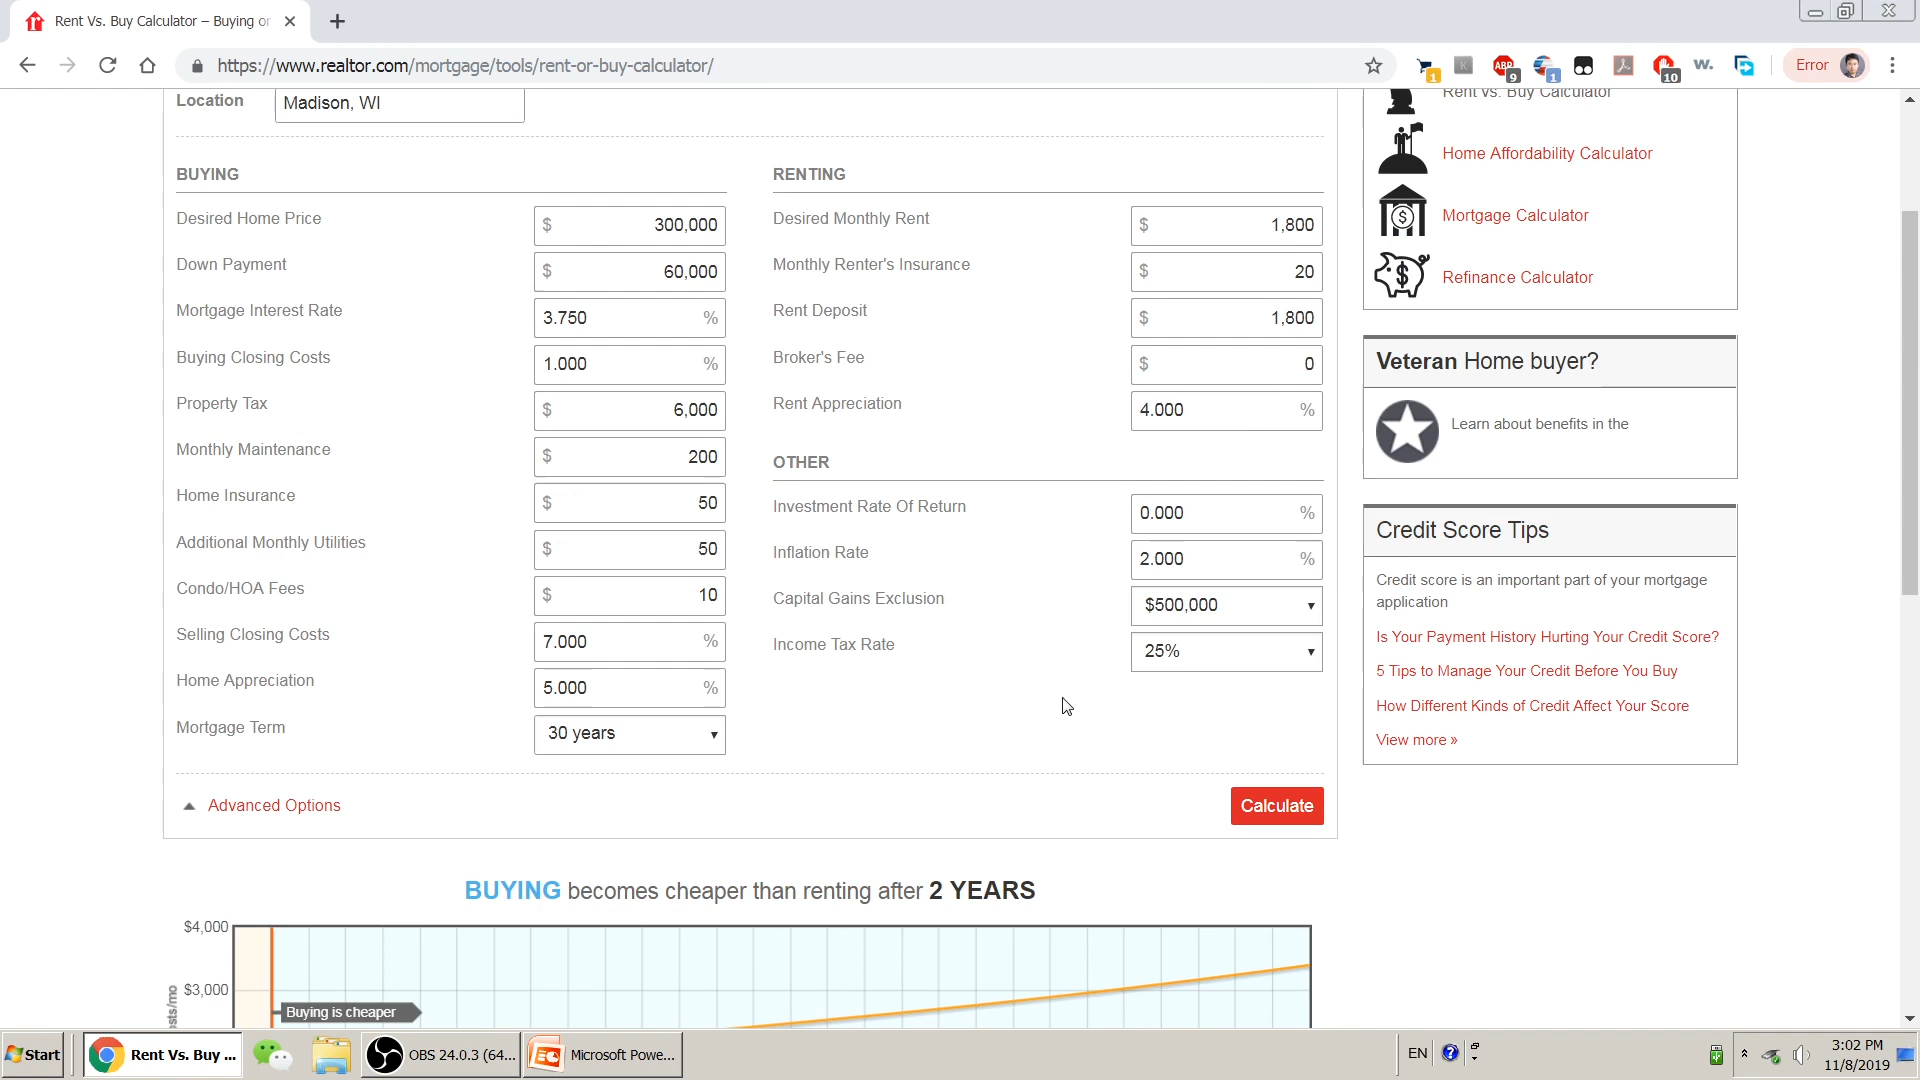 Rent Vs. Buy Calculator – Buying or
https://www.realtor.com/mortgage/tools/rent-or-buy-calculator/
1
K
ABP
9
1
10
w.
Error
Location
Madison, WI
BUYING
Desired Home Price
$ 300,000
Down Payment
$ 60,000
Mortgage Interest Rate
3.750 %
Buying Closing Costs
1.000 %
Property Tax
$ 6,000
Monthly Maintenance
$ 200
Home Insurance
$ 50
Additional Monthly Utilities
$ 50
Condo/HOA Fees
$ 10
Selling Closing Costs
7.000 %
Home Appreciation
5.000 %
Mortgage Term
30 years
RENTING
Desired Monthly Rent
$ 1,800
Monthly Renter's Insurance
$ 20
Rent Deposit
$ 1,800
Broker's Fee
$ 0
Rent Appreciation
4.000 %
OTHER
Investment Rate Of Return
0.000 %
Inflation Rate
2.000 %
Capital Gains Exclusion
$500,000
Income Tax Rate
25%
Advanced Options
Calculate
BUYING becomes cheaper than renting after 2 YEARS
$4,000
$3,000
Buying is cheaper
Rent vs. Buy Calculator
Home Affordability Calculator
Mortgage Calculator
Refinance Calculator
Veteran Home buyer?
Learn about benefits in the
Credit Score Tips
Credit score is an important part of your mortgage
application
Is Your Payment History Hurting Your Credit Score?
5 Tips to Manage Your Credit Before You Buy
How Different Kinds of Credit Affect Your Score
View more »
Start
Rent Vs. Buy ...
OBS 24.0.3 (64...
Microsoft Powe...
EN
3:02 PM
11/8/2019